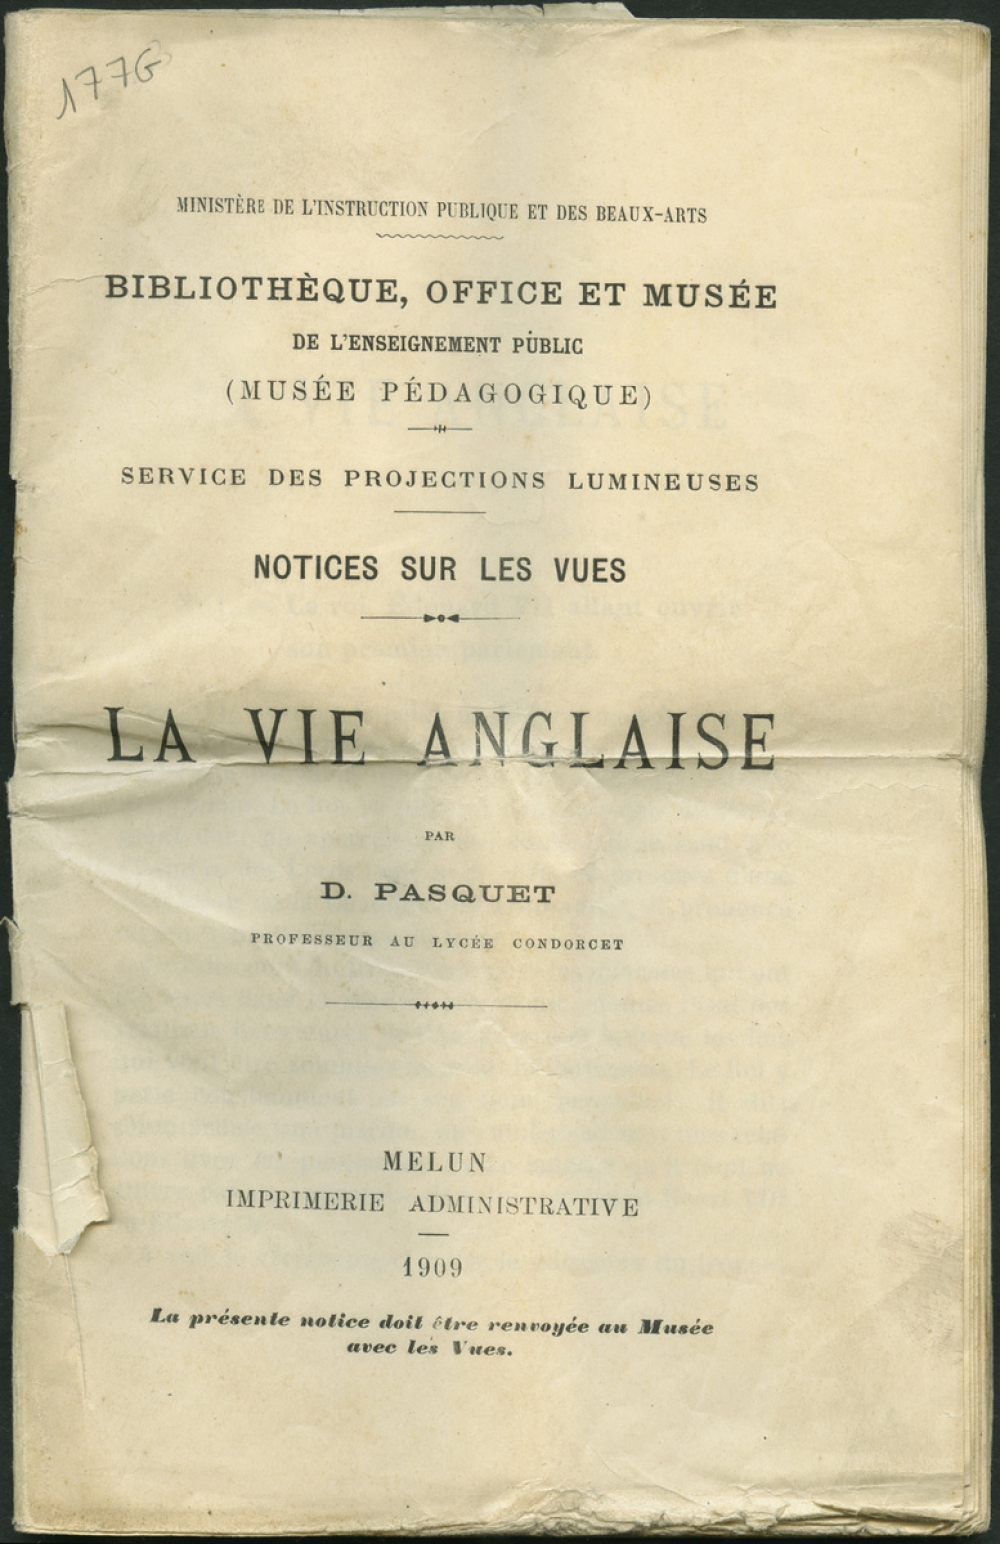 177G
MINISTÈRE DE L'INSTRUCTION PUBLIQUE ET DES BEAUX-ARTS
BIBLIOTHÈQUE, OFFICE ET MUSÉE
DE L'ENSEIGNEMENT PUBLIC
(MUSÉE PÉDAGOGIQUE)
SERVICE DES PROJECTIONS LUMINEUSES
NOTICES SUR LES VUES
LA VIE ANGLAISE
PAR
D. PASQUET
PROFESSEUR AU LYCÉE CONDORCET
MELUN
IMPRIMERIE ADMINISTRATIVE
1909
La présente notice doit être renvoyée au Musée
avec les Vues.